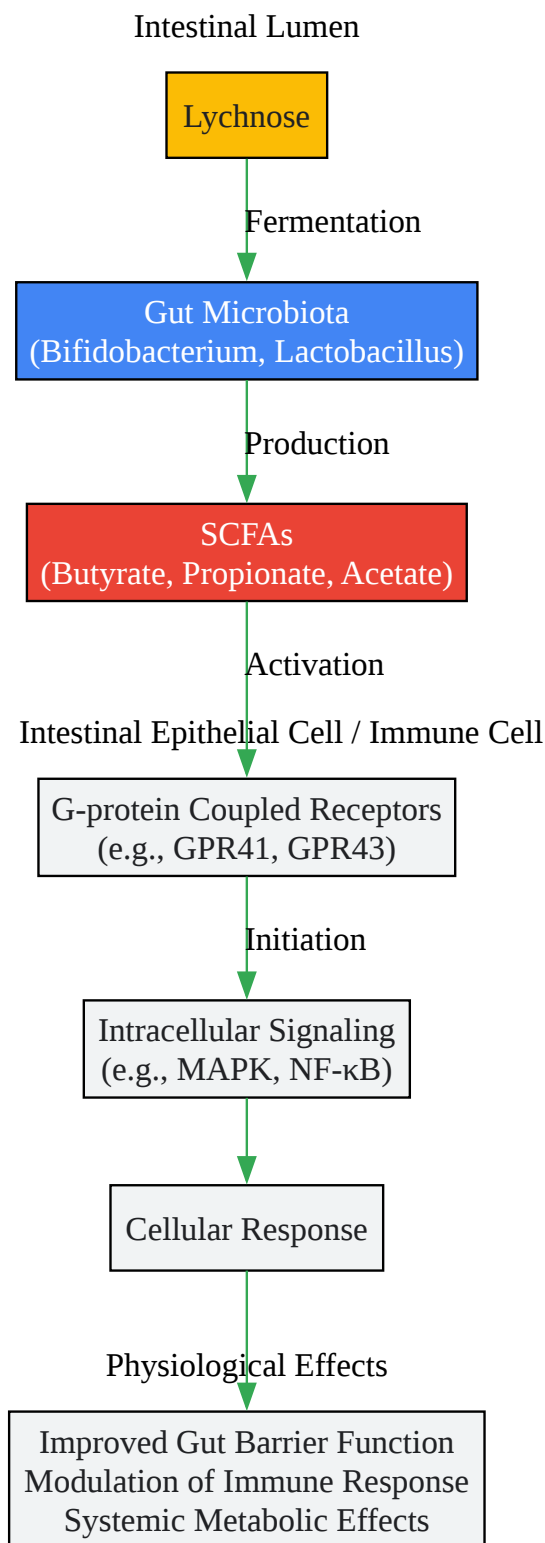 Intestinal Lumen
Lychnose
Fermentation
Gut Microbiota
(Bifidobacterium, Lactobacillus)
Production
SCFAs
(Butyrate, Propionate, Acetate)
Activation
Intestinal Epithelial Cell / Immune Cell
G-protein Coupled Receptors
(e.g., GPR41, GPR43)
Initiation
Intracellular Signaling
(e.g., MAPK, NF-κB)
Cellular Response
Physiological Effects
Improved Gut Barrier Function
Modulation of Immune Response
Systemic Metabolic Effects